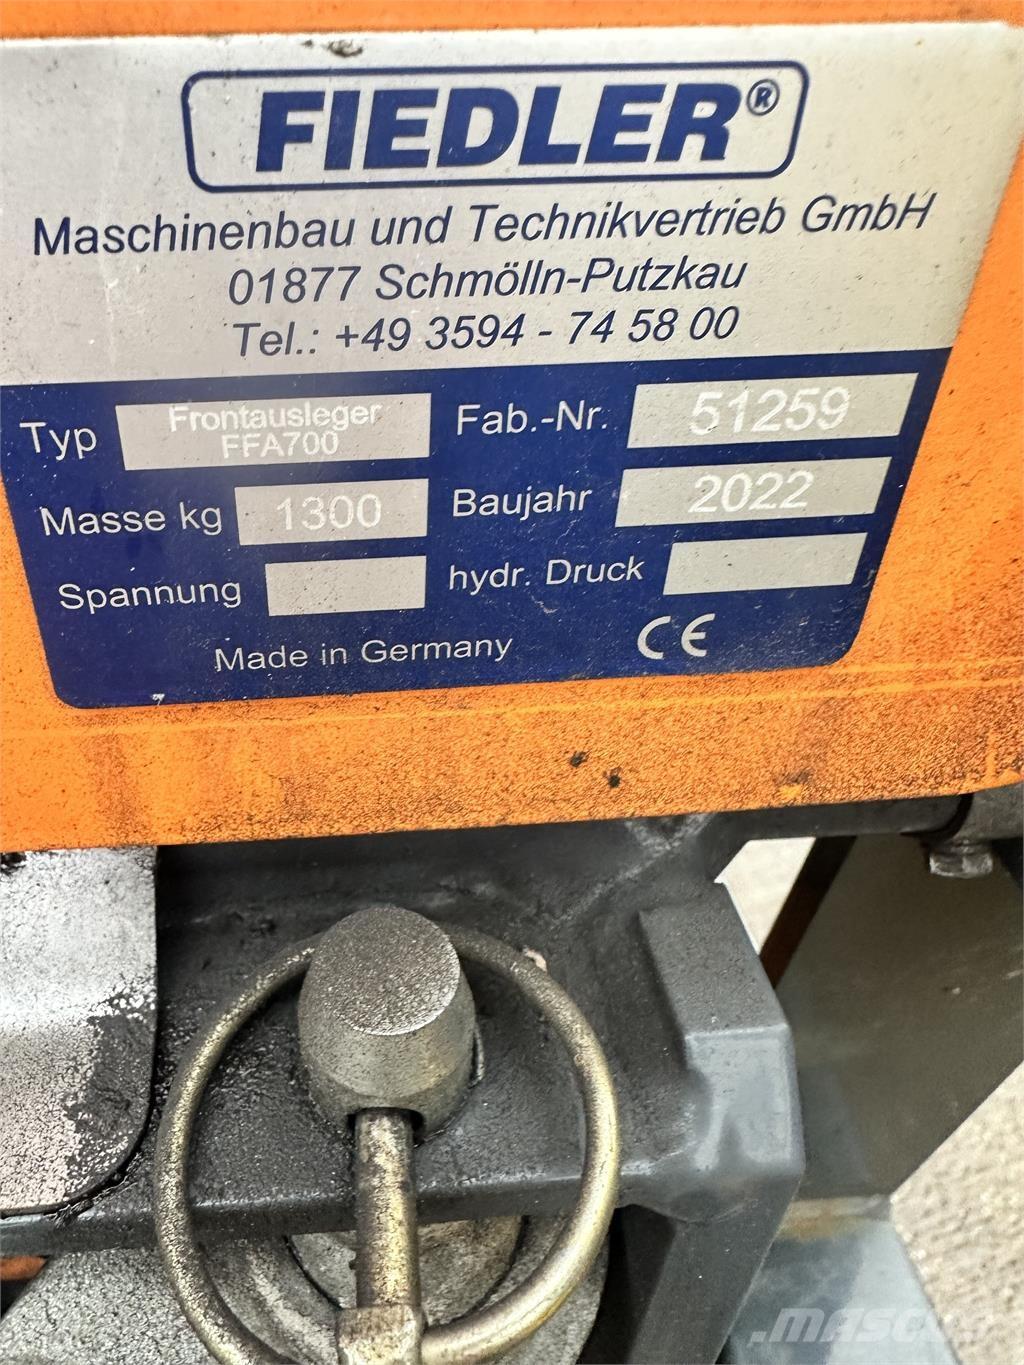 FIEDLER®
Maschinenbau und Technikvertrieb GmbH
01877 Schmölln-Putzkau
Tel.: +49 3594 - 74 58 00
Typ Frontausleger FFA700 Fab.-Nr. 51259
Masse kg 1300 Baujahr 2022
Spannung hydr. Druck
Made in Germany CE
.mascus